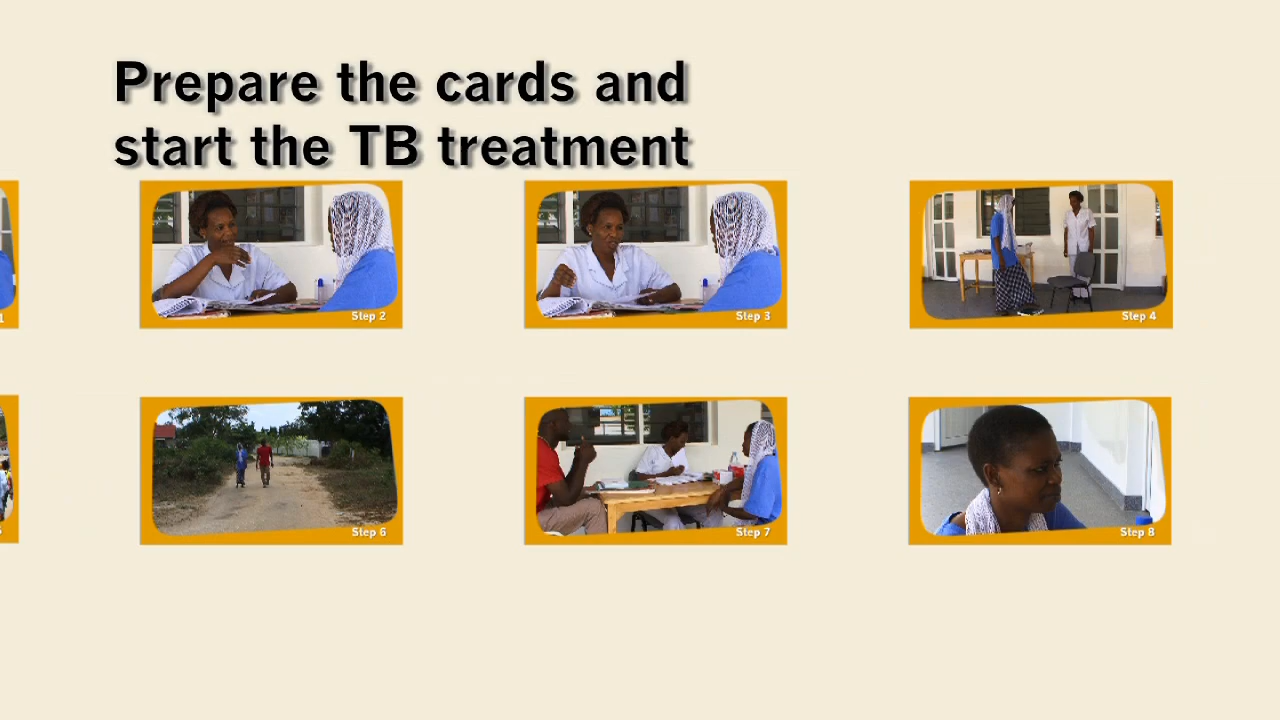 Prepare the cards and
start the TB treatment
1
Step 2
Step 3
Step 4
Step 6
Step 7
Step 8